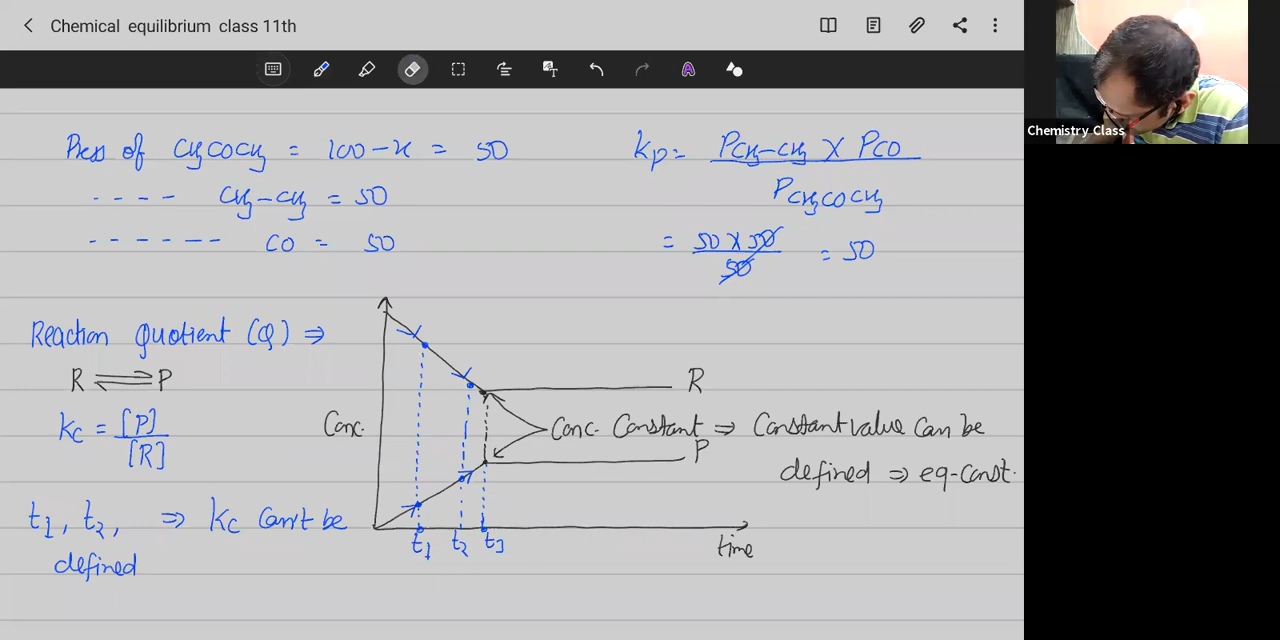 Chemical equilibrium class 11th
Chemistry Class
Press of CH3COCH3 = 100 - x = 50
---- CH3-CH3 = 50
------ CO = 50
Kp = PCH3-CH3 X PCO
PCH3COCH3
= 50 X 50
50
= 50
Reaction Quotient (Q) ⇒
R ⇌ P
Kc = [P]
[R]
t1, t2, ⇒ Kc Can't be
defined
Conc.
R
Conc. Constant ⇒ Constant value can be
P
defined ⇒ eq-Const.
t1 t2 t3
time